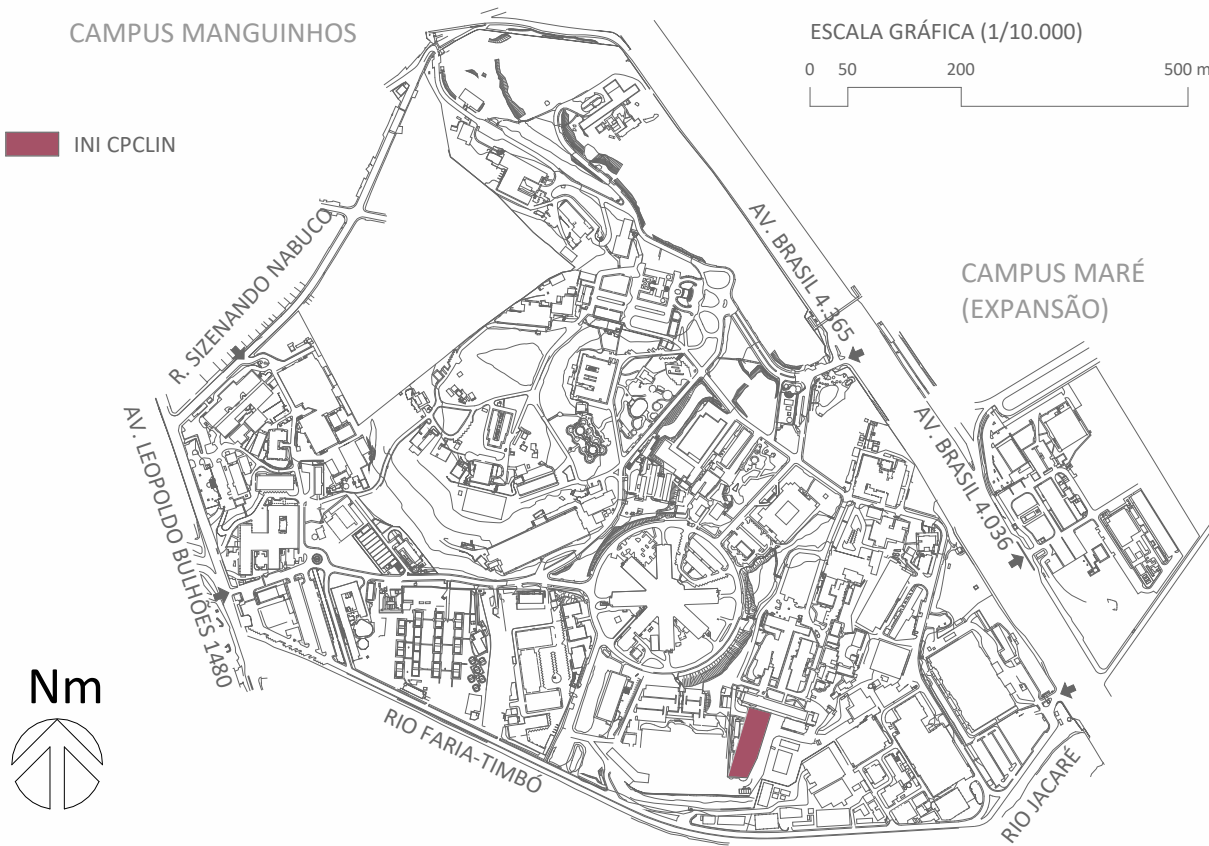 CAMPUS MANGUINHOS
ESCALA GRÁFICA (1/10.000)
0 50 200 500 m
INI CPCLIN
R. SIZENANDO NABUCO
AV. BRASIL 4.365
CAMPUS MARÉ
(EXPANSÃO)
AV. LEOPOLDO BULHÕES 1480
AV. BRASIL 4.036
Nm
RIO FARIA-TIMBÓ
RIO JACARÉ